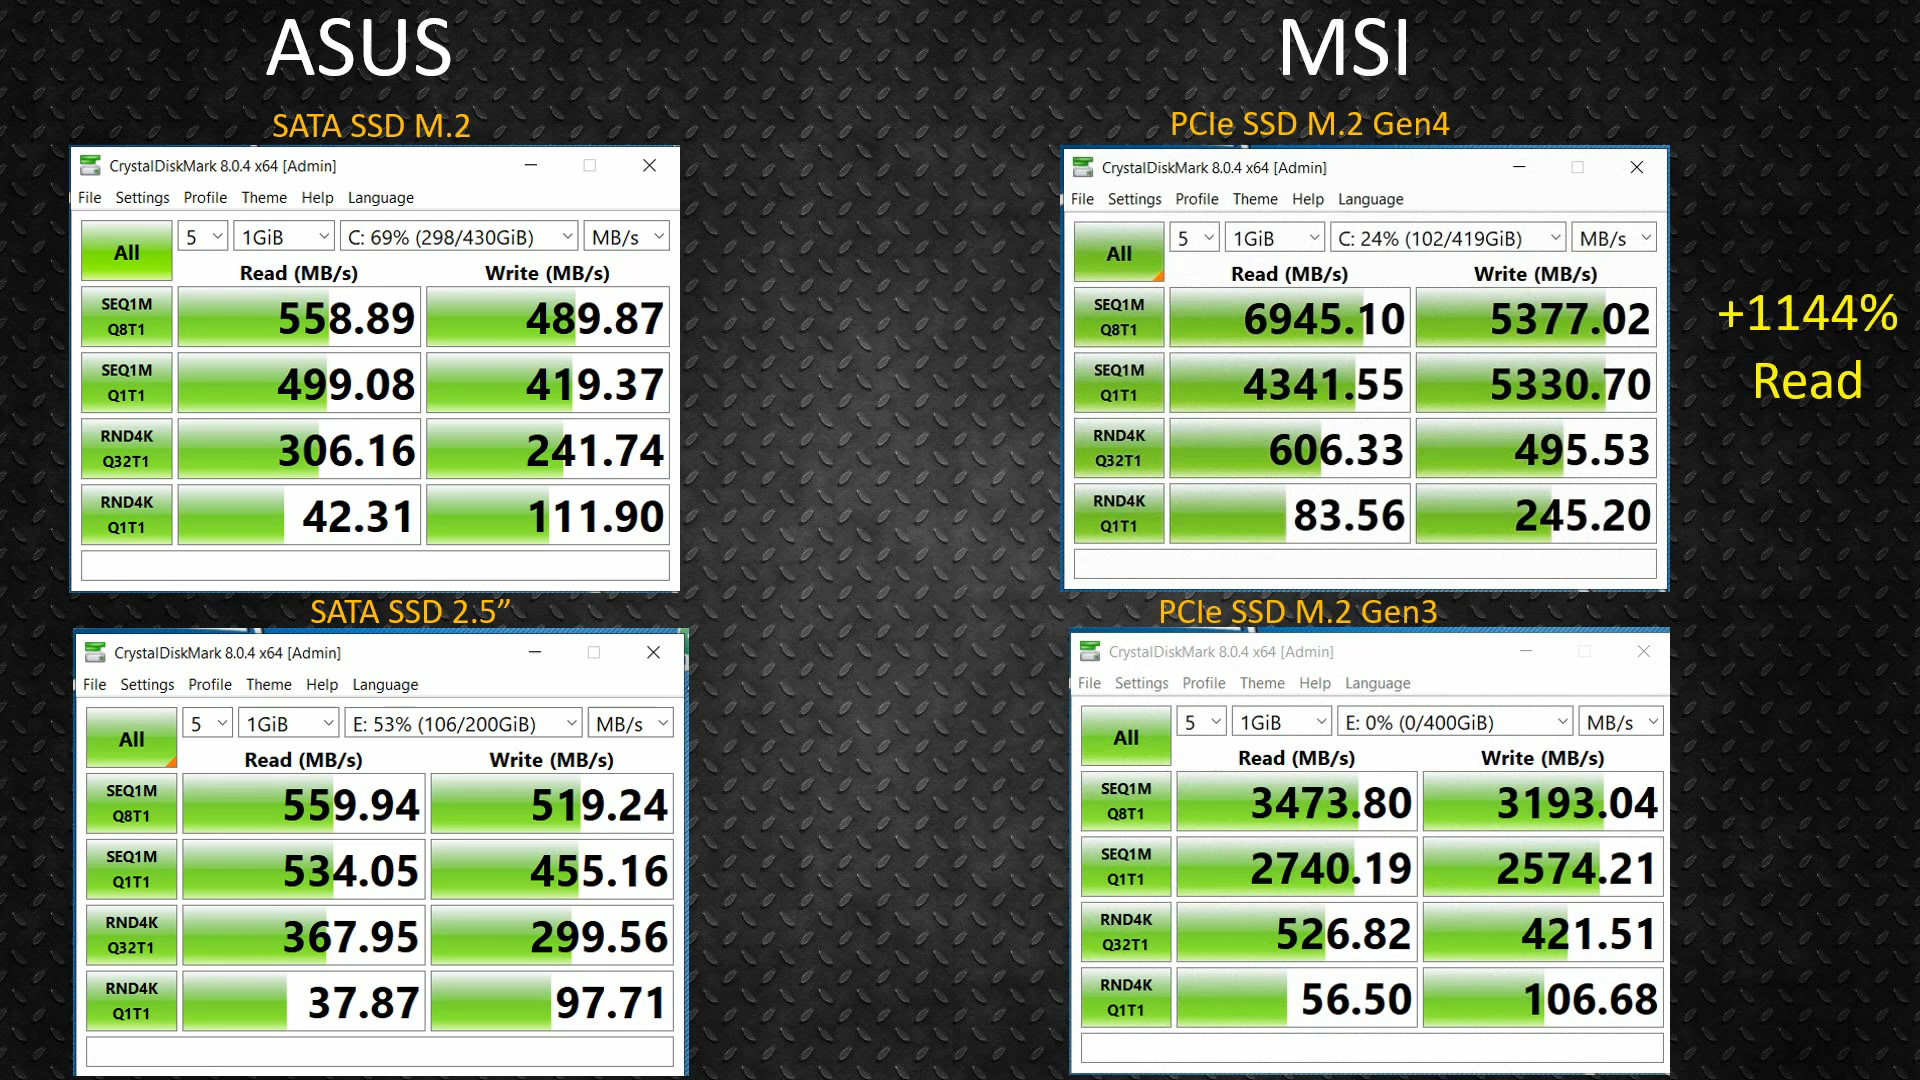 ASUS
SATA SSD M.2
CrystalDiskMark 8.0.4 x64 [Admin]
File Settings Profile Theme Help Language
All 5 1GiB C: 69% (298/430GiB) MB/s
Read (MB/s) Write (MB/s)
SEQ1M Q8T1 558.89 489.87
SEQ1M Q1T1 499.08 419.37
RND4K Q32T1 306.16 241.74
RND4K Q1T1 42.31 111.90
SATA SSD 2.5”
CrystalDiskMark 8.0.4 x64 [Admin]
File Settings Profile Theme Help Language
All 5 1GiB E: 53% (106/200GiB) MB/s
Read (MB/s) Write (MB/s)
SEQ1M Q8T1 559.94 519.24
SEQ1M Q1T1 534.05 455.16
RND4K Q32T1 367.95 299.56
RND4K Q1T1 37.87 97.71
MSI
PCIe SSD M.2 Gen4
CrystalDiskMark 8.0.4 x64 [Admin]
File Settings Profile Theme Help Language
All 5 1GiB C: 24% (102/419GiB) MB/s
Read (MB/s) Write (MB/s)
SEQ1M Q8T1 6945.10 5377.02
SEQ1M Q1T1 4341.55 5330.70
RND4K Q32T1 606.33 495.53
RND4K Q1T1 83.56 245.20
PCIe SSD M.2 Gen3
CrystalDiskMark 8.0.4 x64 [Admin]
File Settings Profile Theme Help Language
All 5 1GiB E: 0% (0/400GiB) MB/s
Read (MB/s) Write (MB/s)
SEQ1M Q8T1 3473.80 3193.04
SEQ1M Q1T1 2740.19 2574.21
RND4K Q32T1 526.82 421.51
RND4K Q1T1 56.50 106.68
+1144%
Read